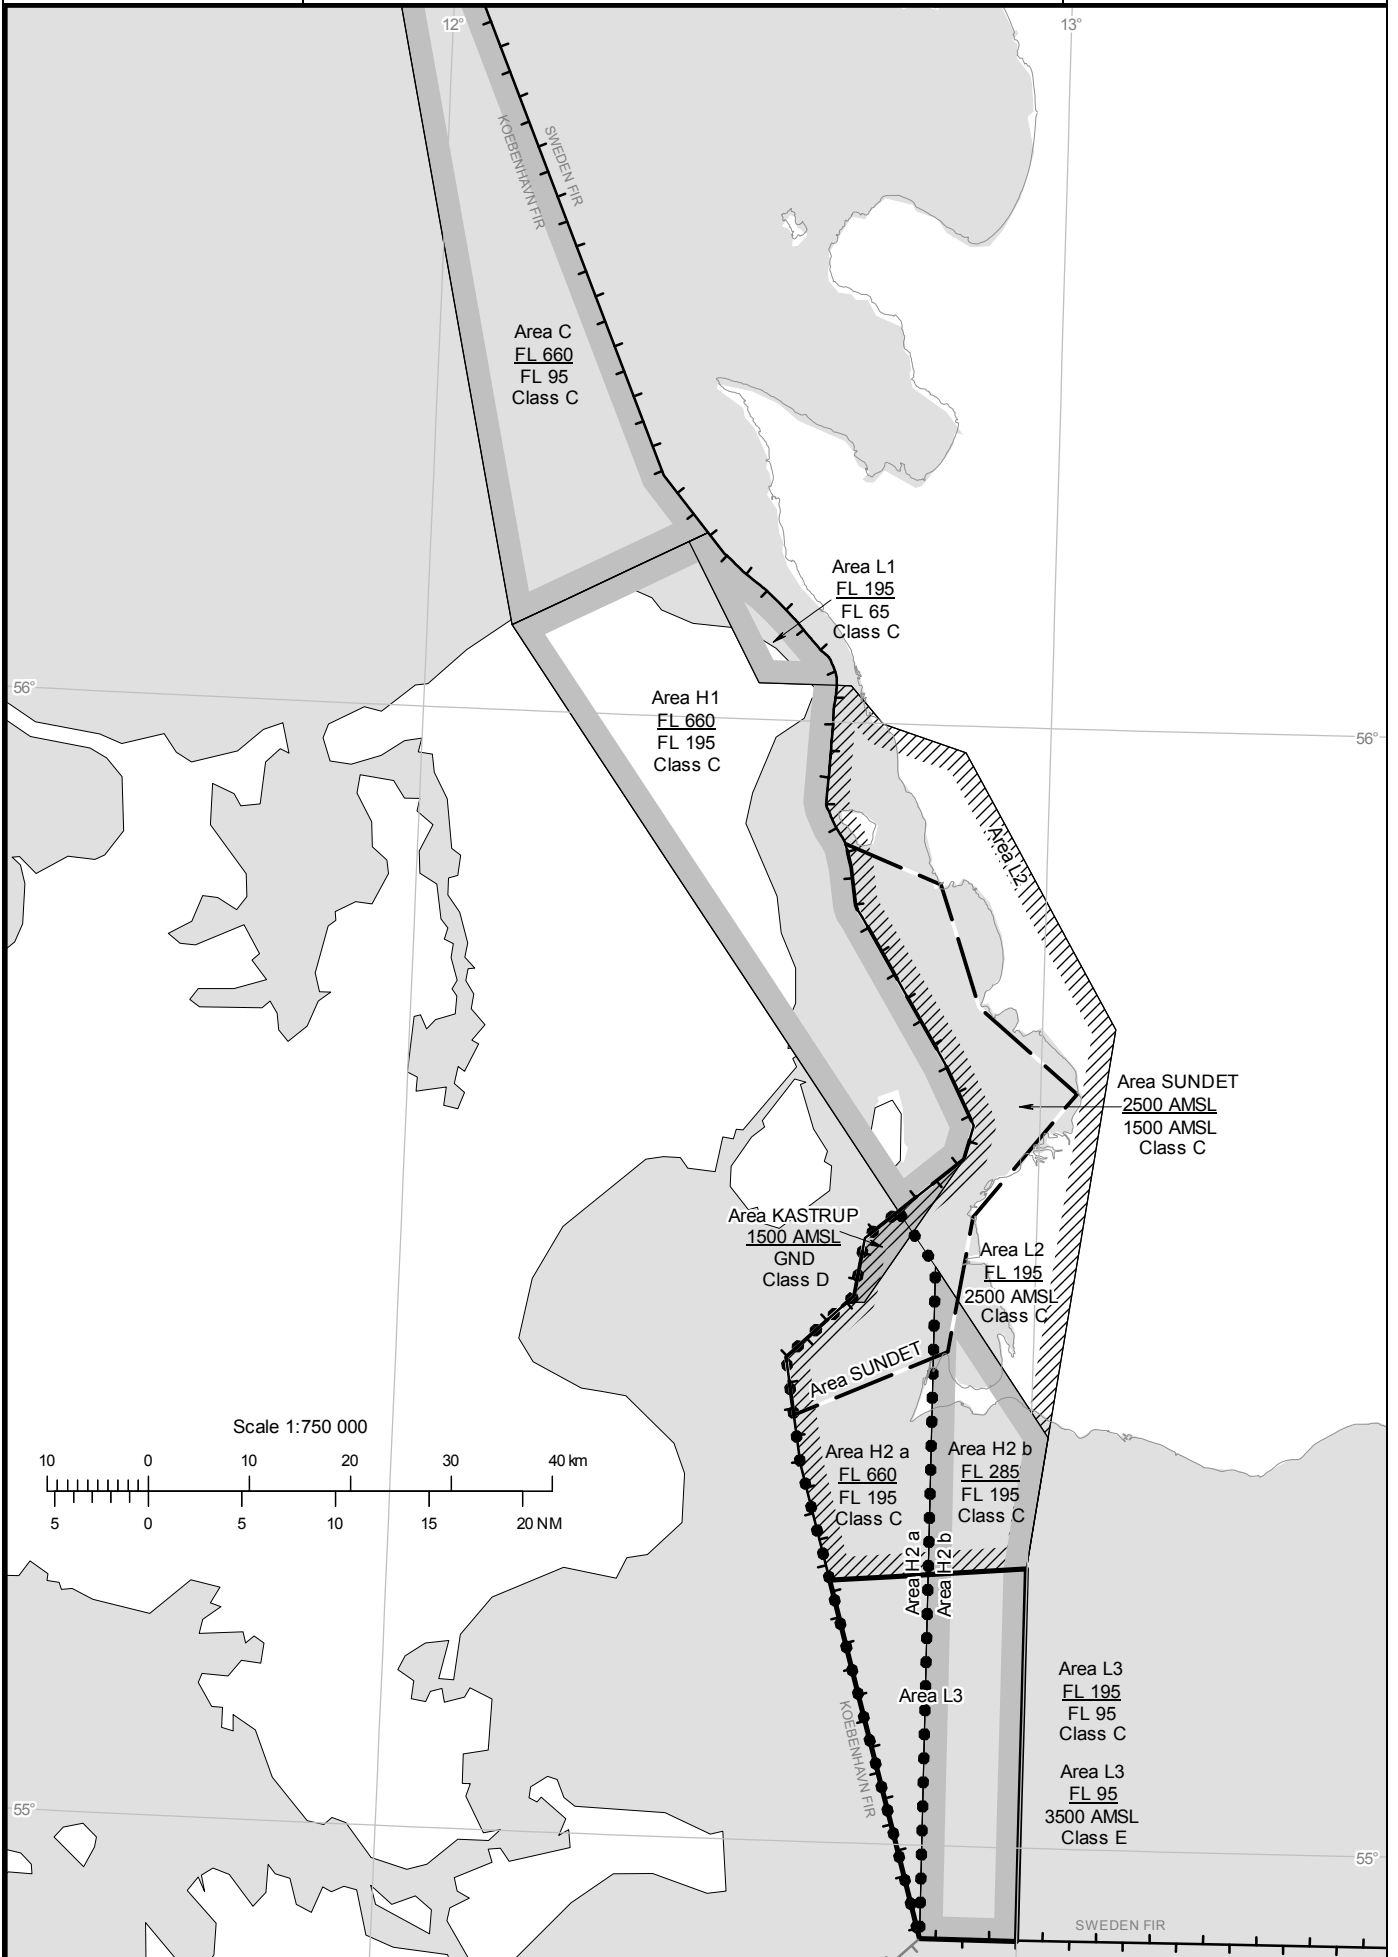 12°
13°
KOEBENHAVN FIR
SWEDEN FIR
Area C
FL 660
FL 95
Class C
Area L1
FL 195
FL 65
Class C
56°
Area H1
FL 660
FL 195
Class C
56°
Area L2
Area SUNDET
2500 AMSL
1500 AMSL
Class C
Area KASTRUP
1500 AMSL
GND
Class D
Area L2
FL 195
2500 AMSL
Class C
Area SUNDET
Scale 1:750 000
10 0 10 20 30 40 km
5 0 5 10 15 20 NM
Area H2 a
FL 660
FL 195
Class C
Area H2 b
FL 285
FL 195
Class C
Area H2 a
Area H2 b
Area L3
KOEBENHAVN FIR
Area L3
FL 195
FL 95
Class C
Area L3
FL 95
3500 AMSL
Class E
55°
55°
SWEDEN FIR